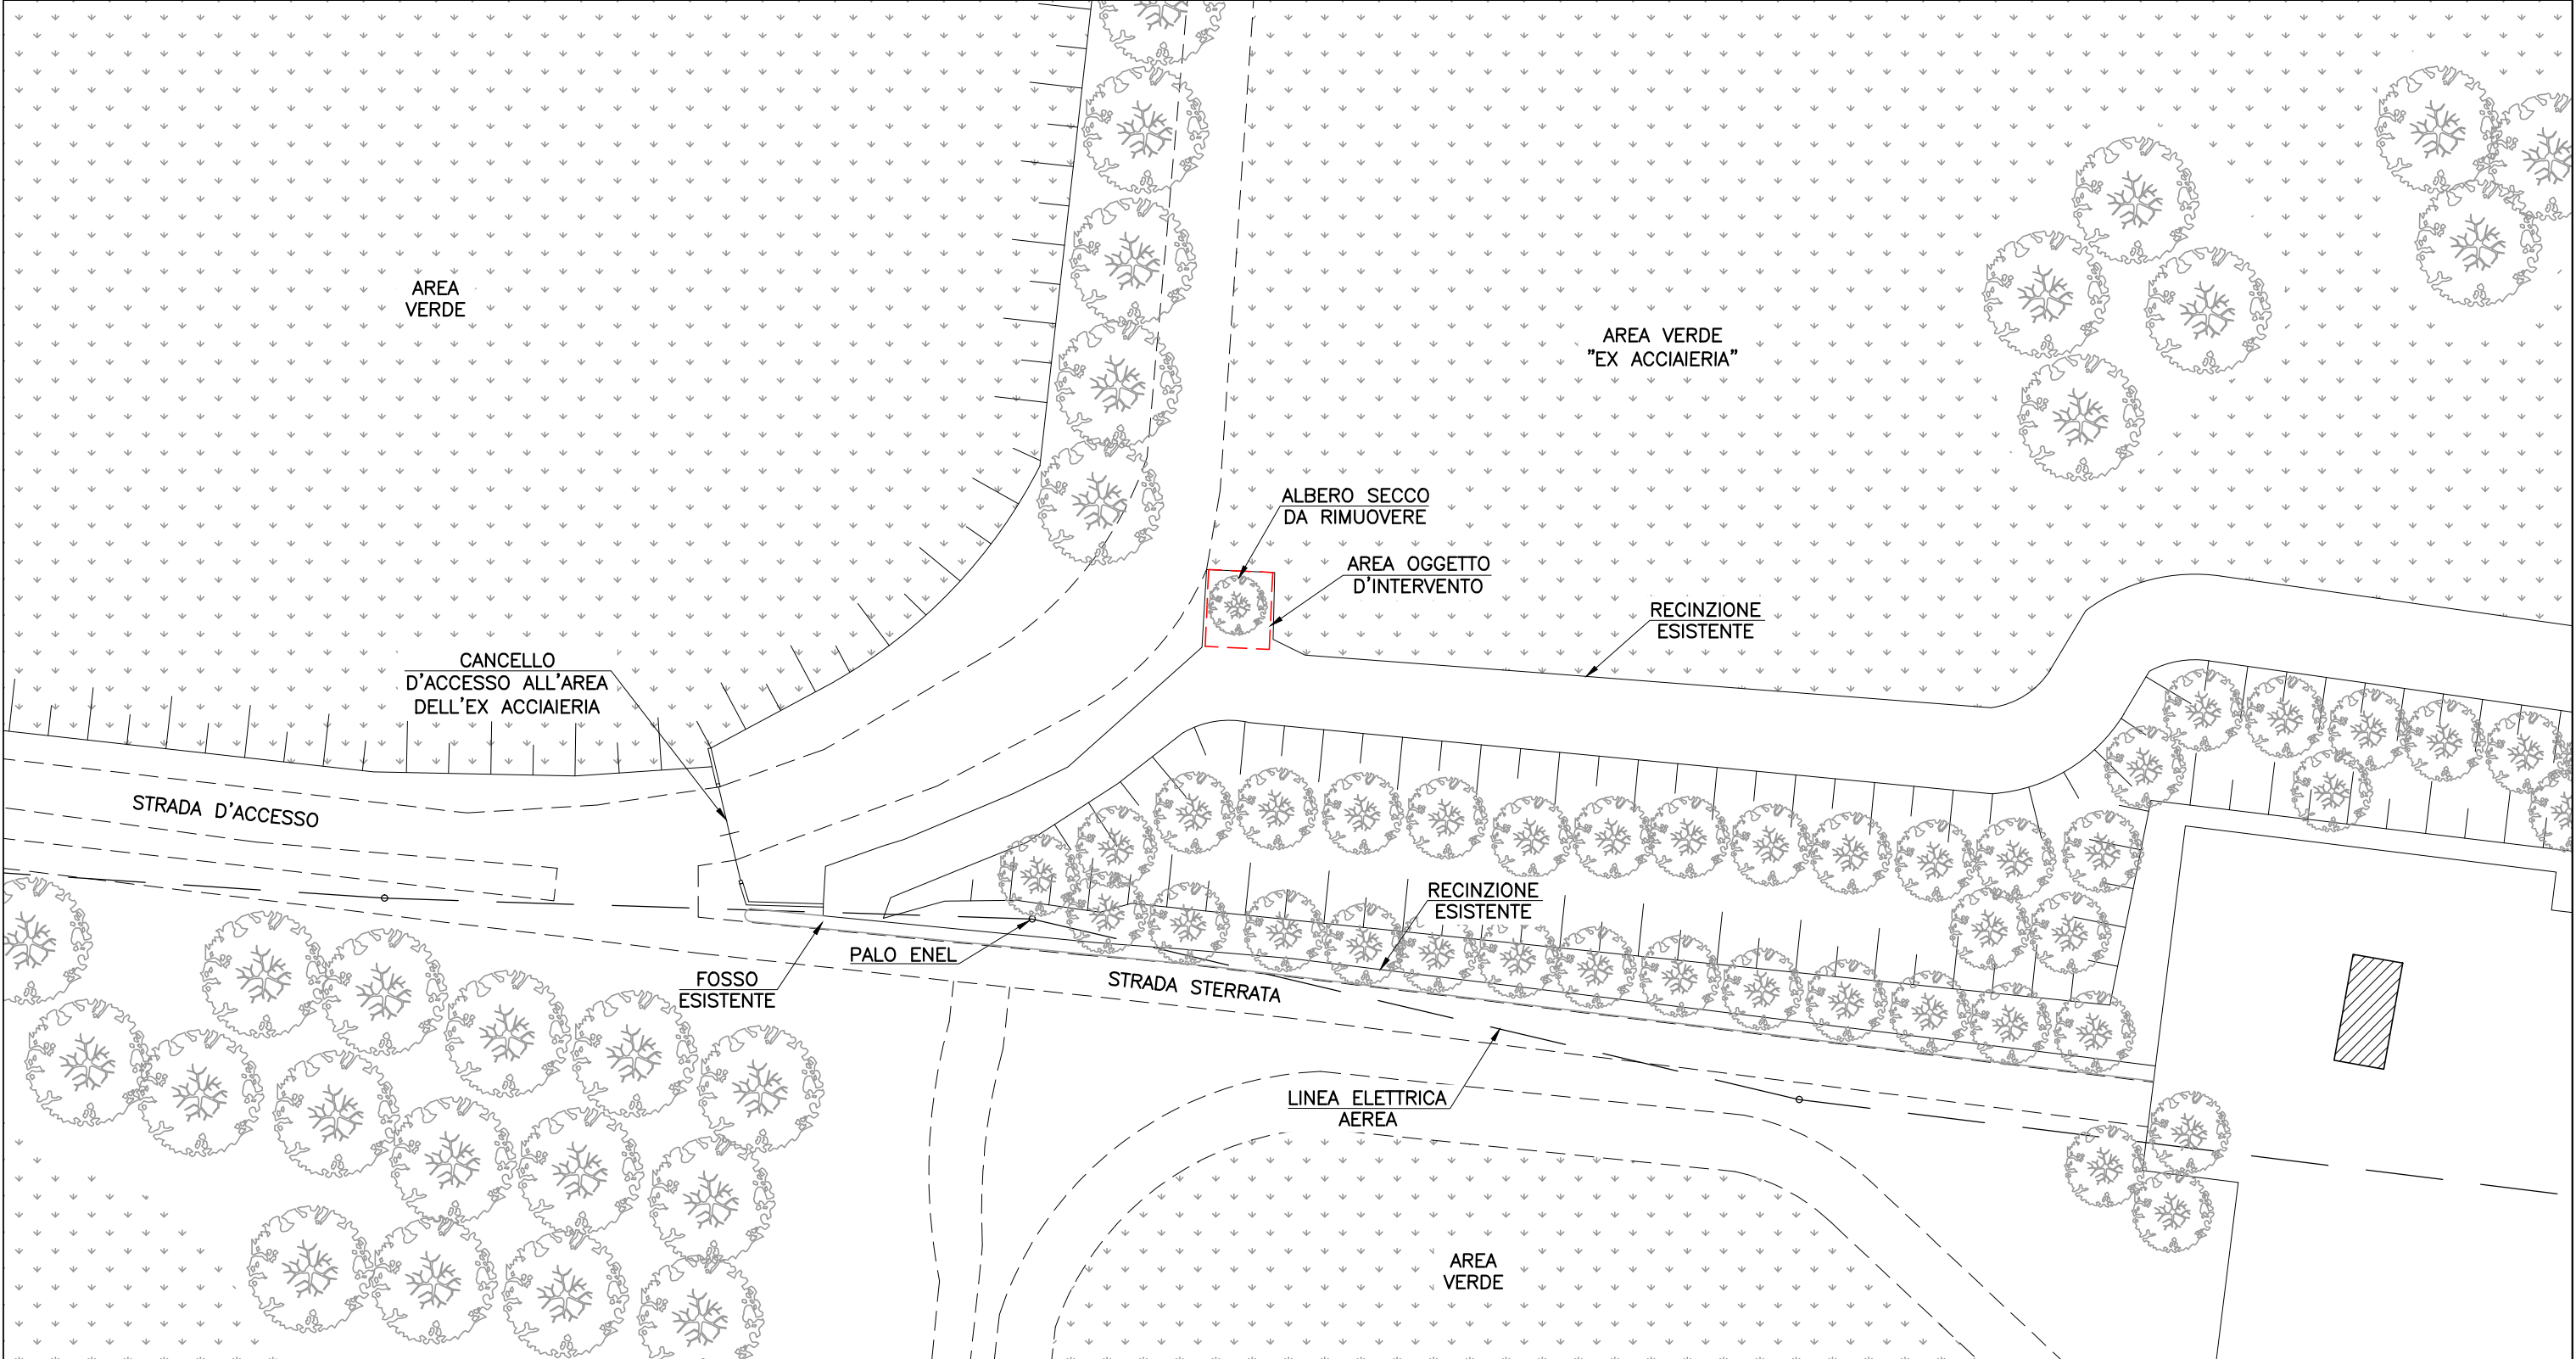 AREA
VERDE
AREA VERDE
"EX ACCIAIERIA"
ALBERO SECCO
DA RIMUOVERE
AREA OGGETTO
D'INTERVENTO
RECINZIONE
ESISTENTE
CANCELLO
D'ACCESSO ALL'AREA
DELL'EX ACCIAIERIA
STRADA D'ACCESSO
RECINZIONE
ESISTENTE
PALO ENEL
FOSSO
ESISTENTE
STRADA STERRATA
LINEA ELETTRICA
AEREA
AREA
VERDE